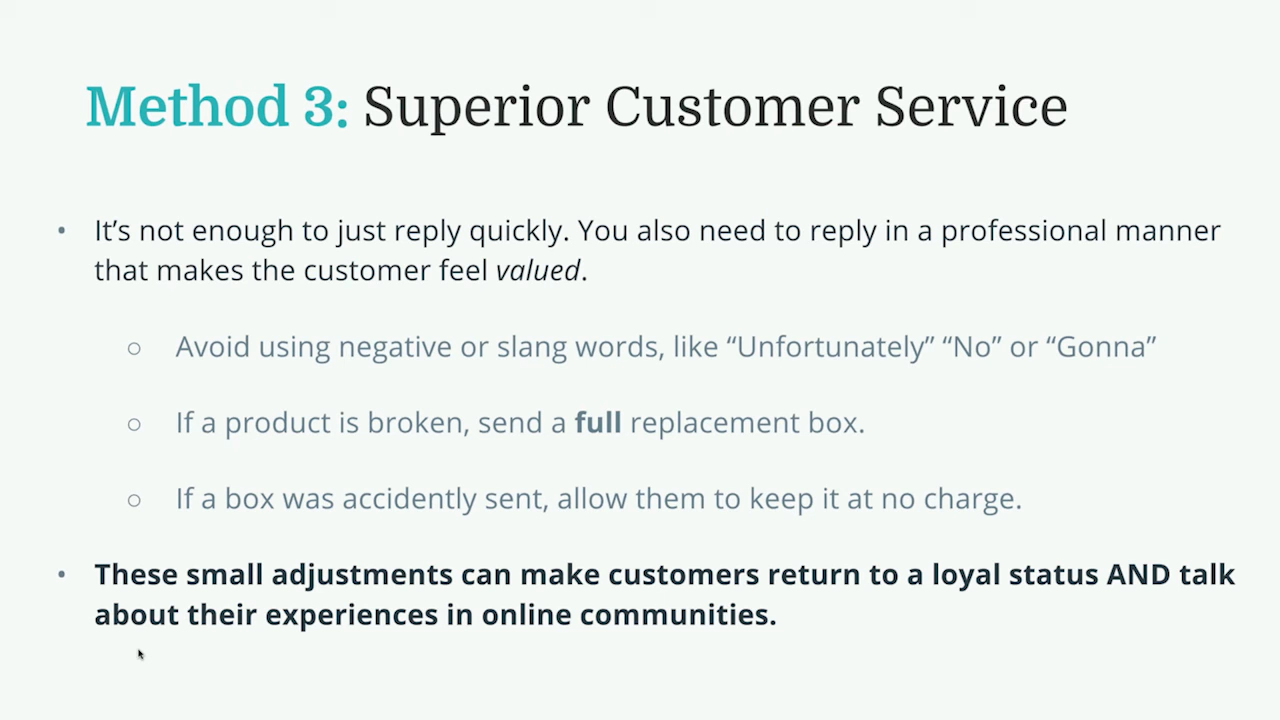 Method 3: Superior Customer Service
• It’s not enough to just reply quickly. You also need to reply in a professional manner
that makes the customer feel valued.
○ Avoid using negative or slang words, like “Unfortunately” “No” or “Gonna”
○ If a product is broken, send a full replacement box.
○ If a box was accidently sent, allow them to keep it at no charge.
• These small adjustments can make customers return to a loyal status AND talk
about their experiences in online communities.